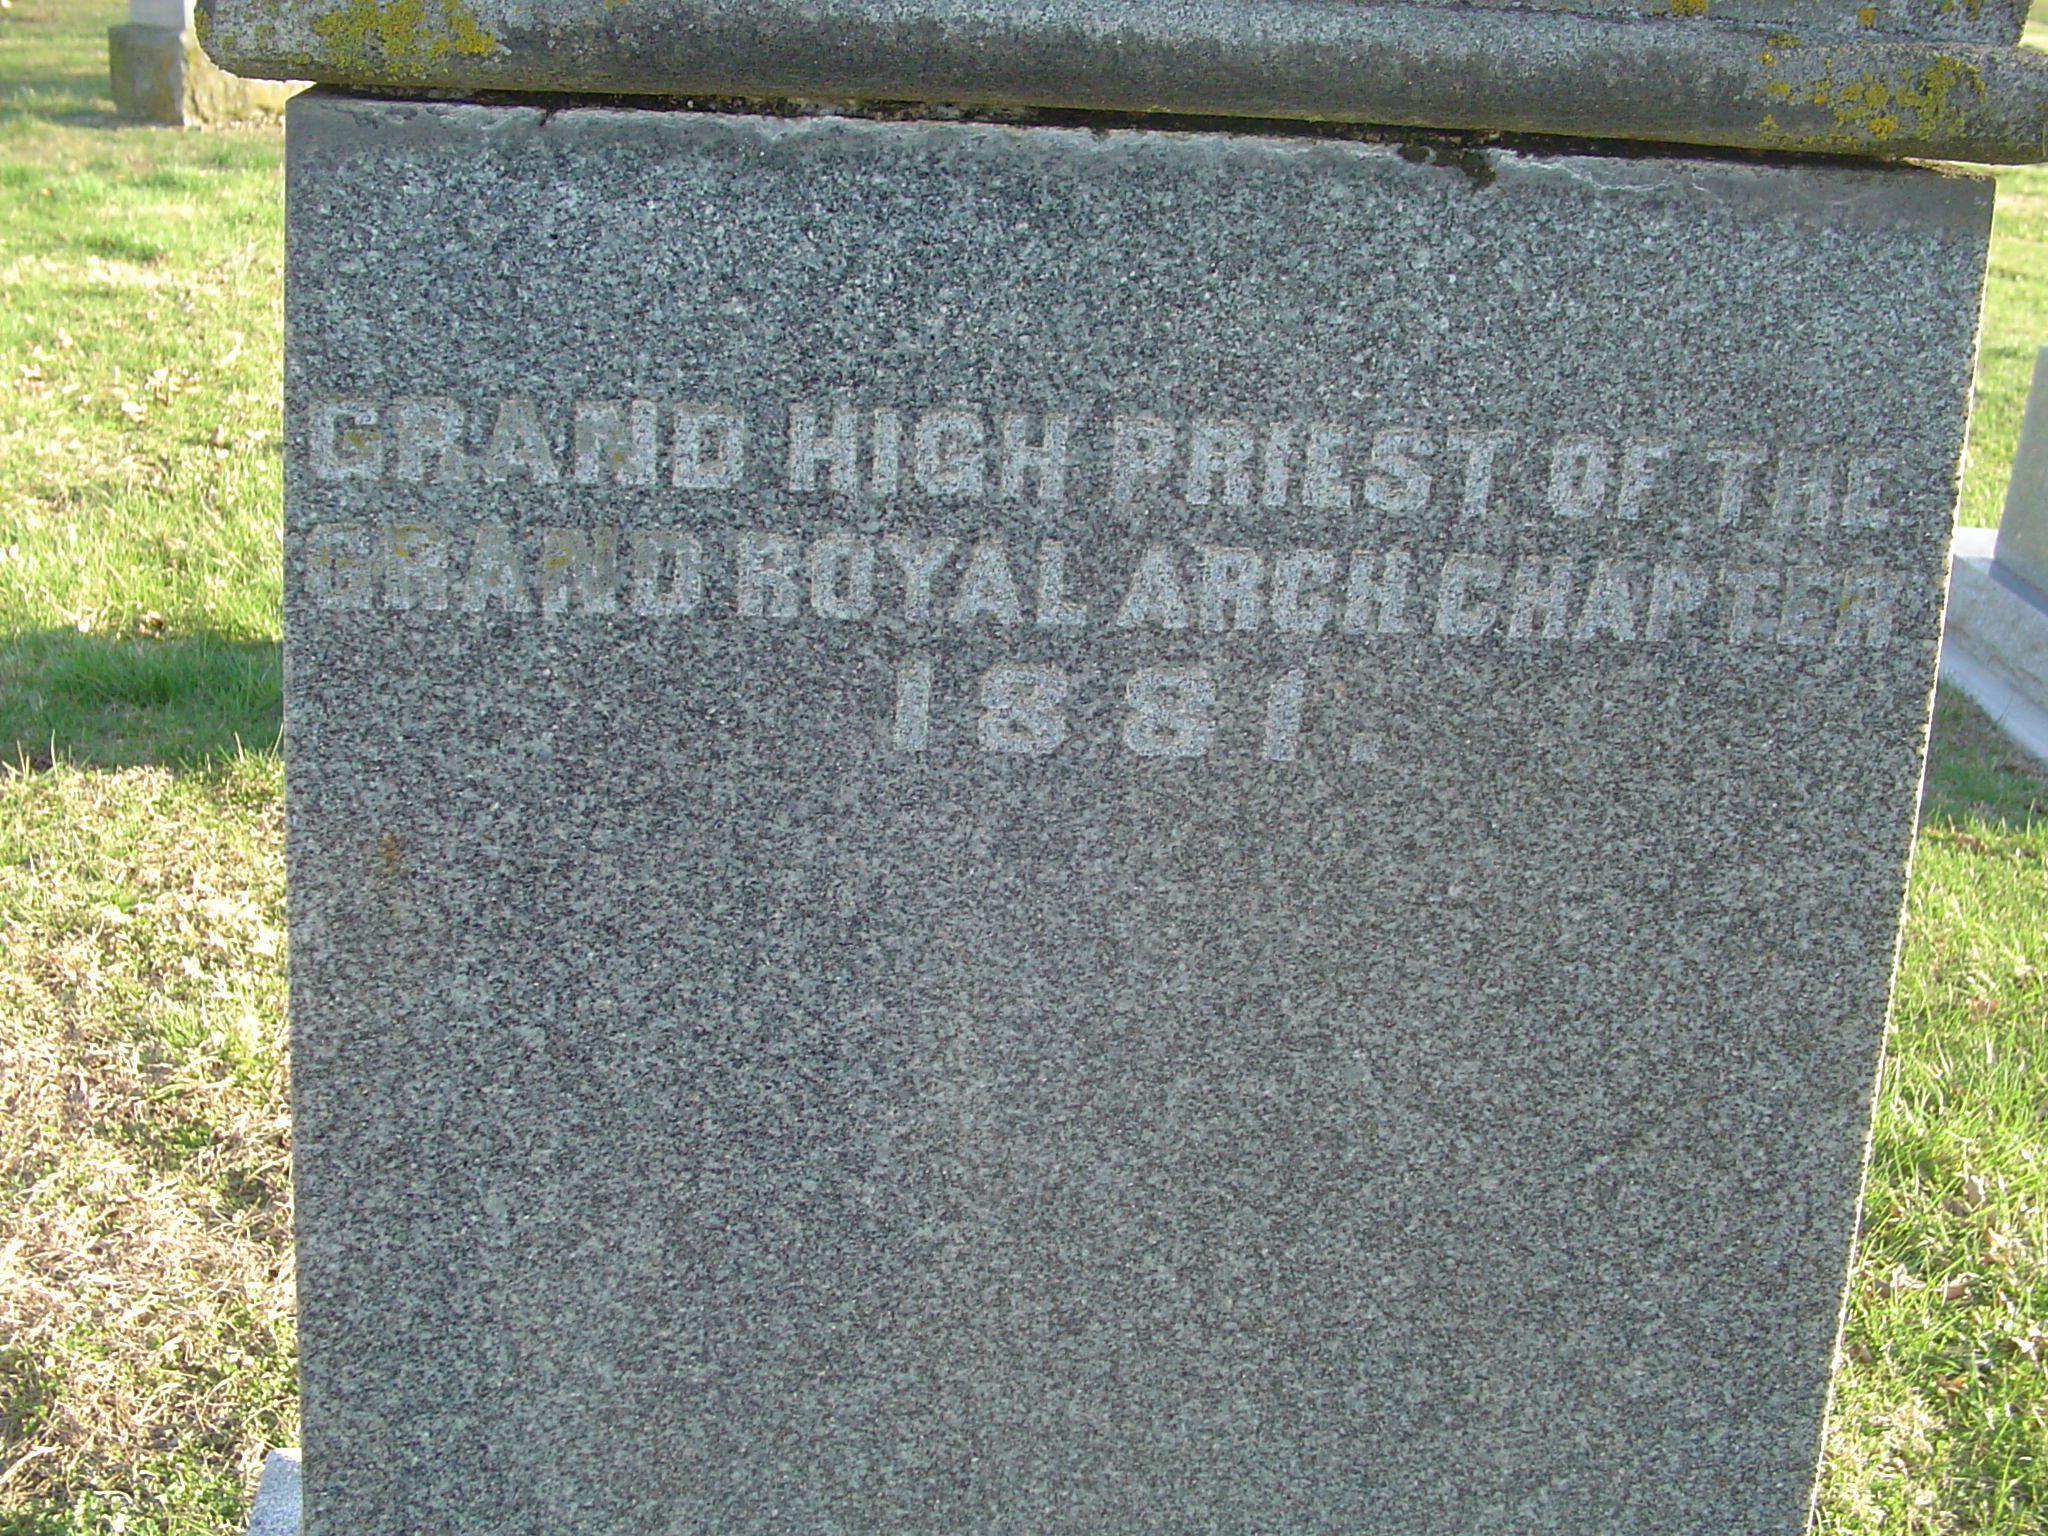 GRAND HIGH PRIEST OF THE
GRAND ROYAL ARCH CHAPTER
1881.